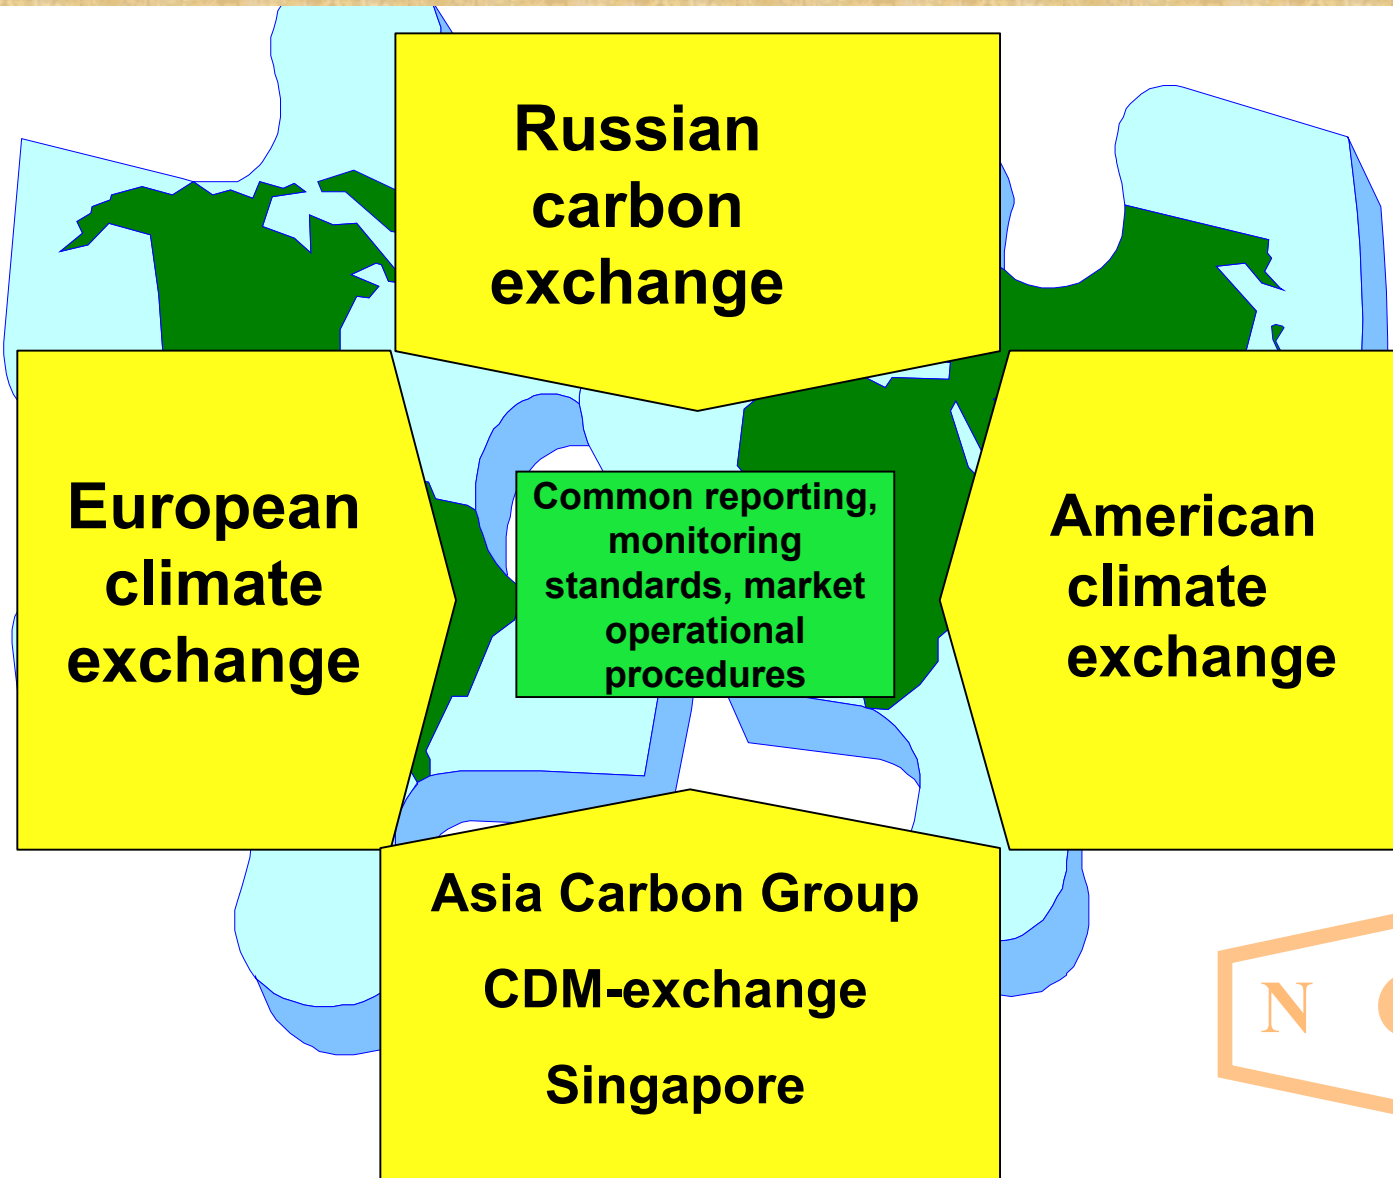 Russian
carbon
exchange
European
climate
exchange
Common reporting,
monitoring
standards, market
operational
procedures
American
climate
exchange
Asia Carbon Group
CDM-exchange
Singapore
N